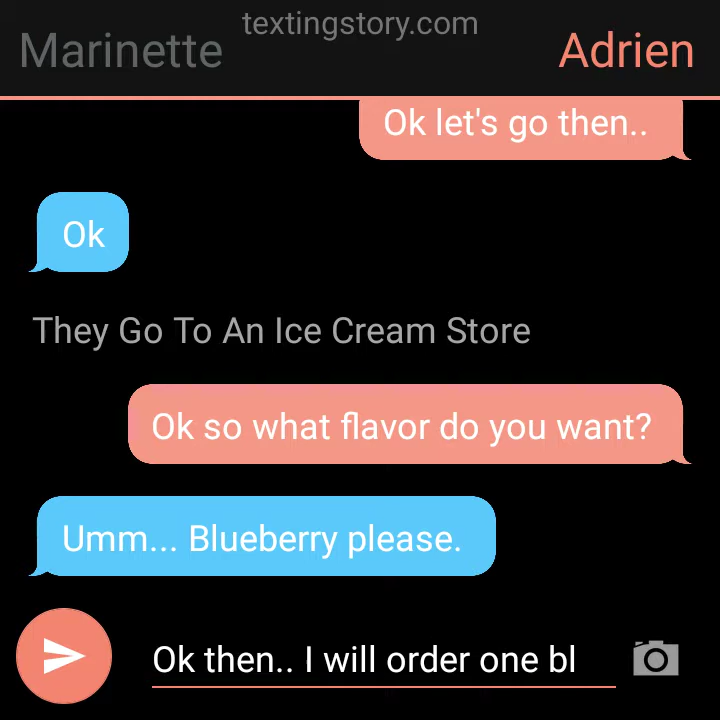 textingstory.com
Marinette
Adrien
Ok let's go then..
Ok
They Go To An Ice Cream Store
Ok so what flavor do you want?
Umm... Blueberry please.
Ok then.. I will order one bl